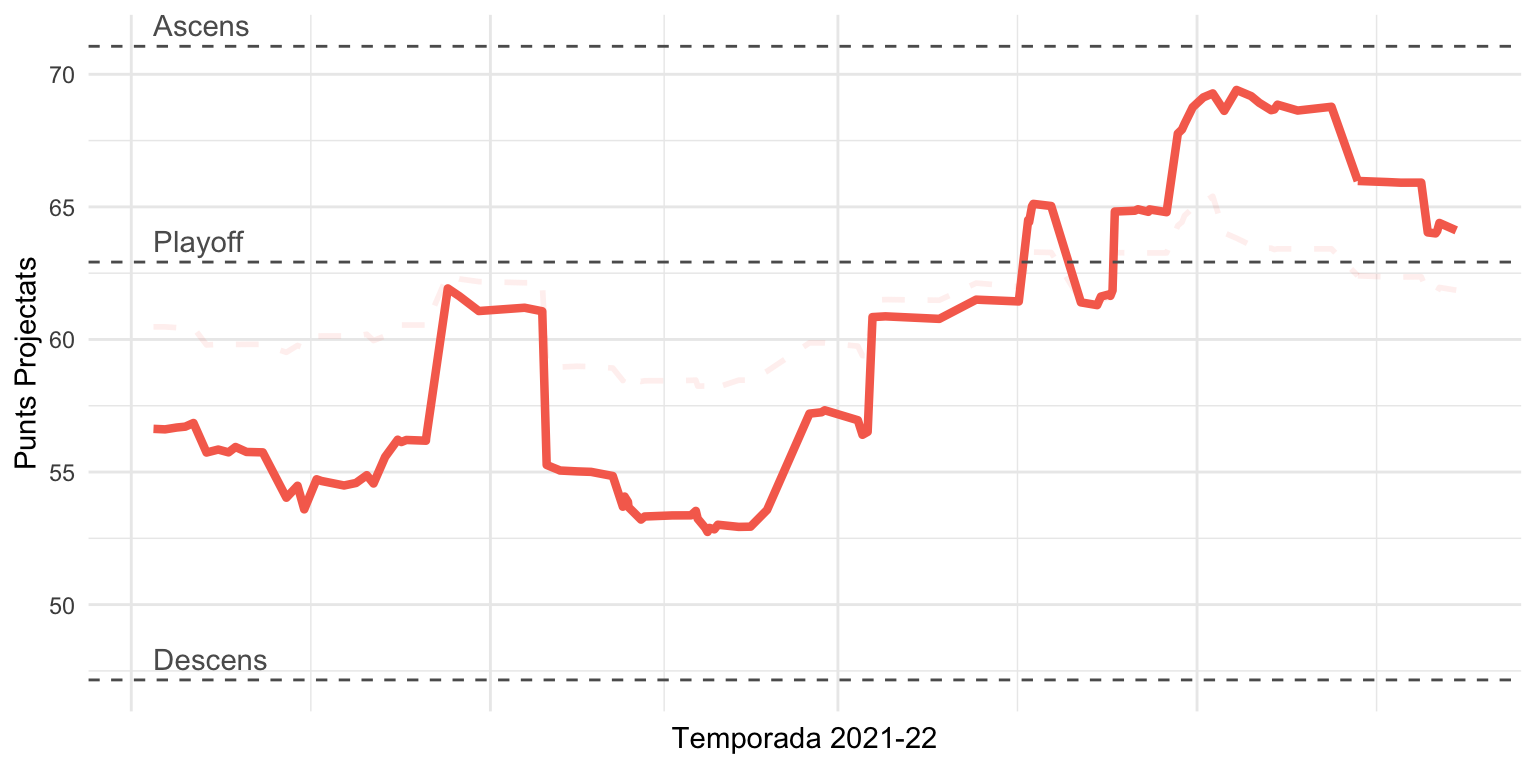 Ascens
70
65
Playoff
60
55
50
Descens
Punts Projectats
Temporada 2021-22